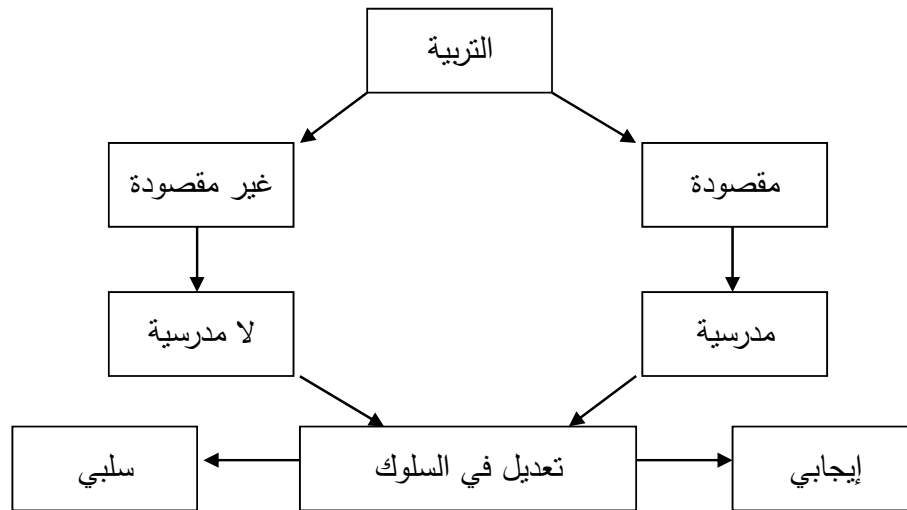 التربية
مقصودة
غير مقصودة
مدرسية
لا مدرسية
إيجابي
تعديل في السلوك
سلبي